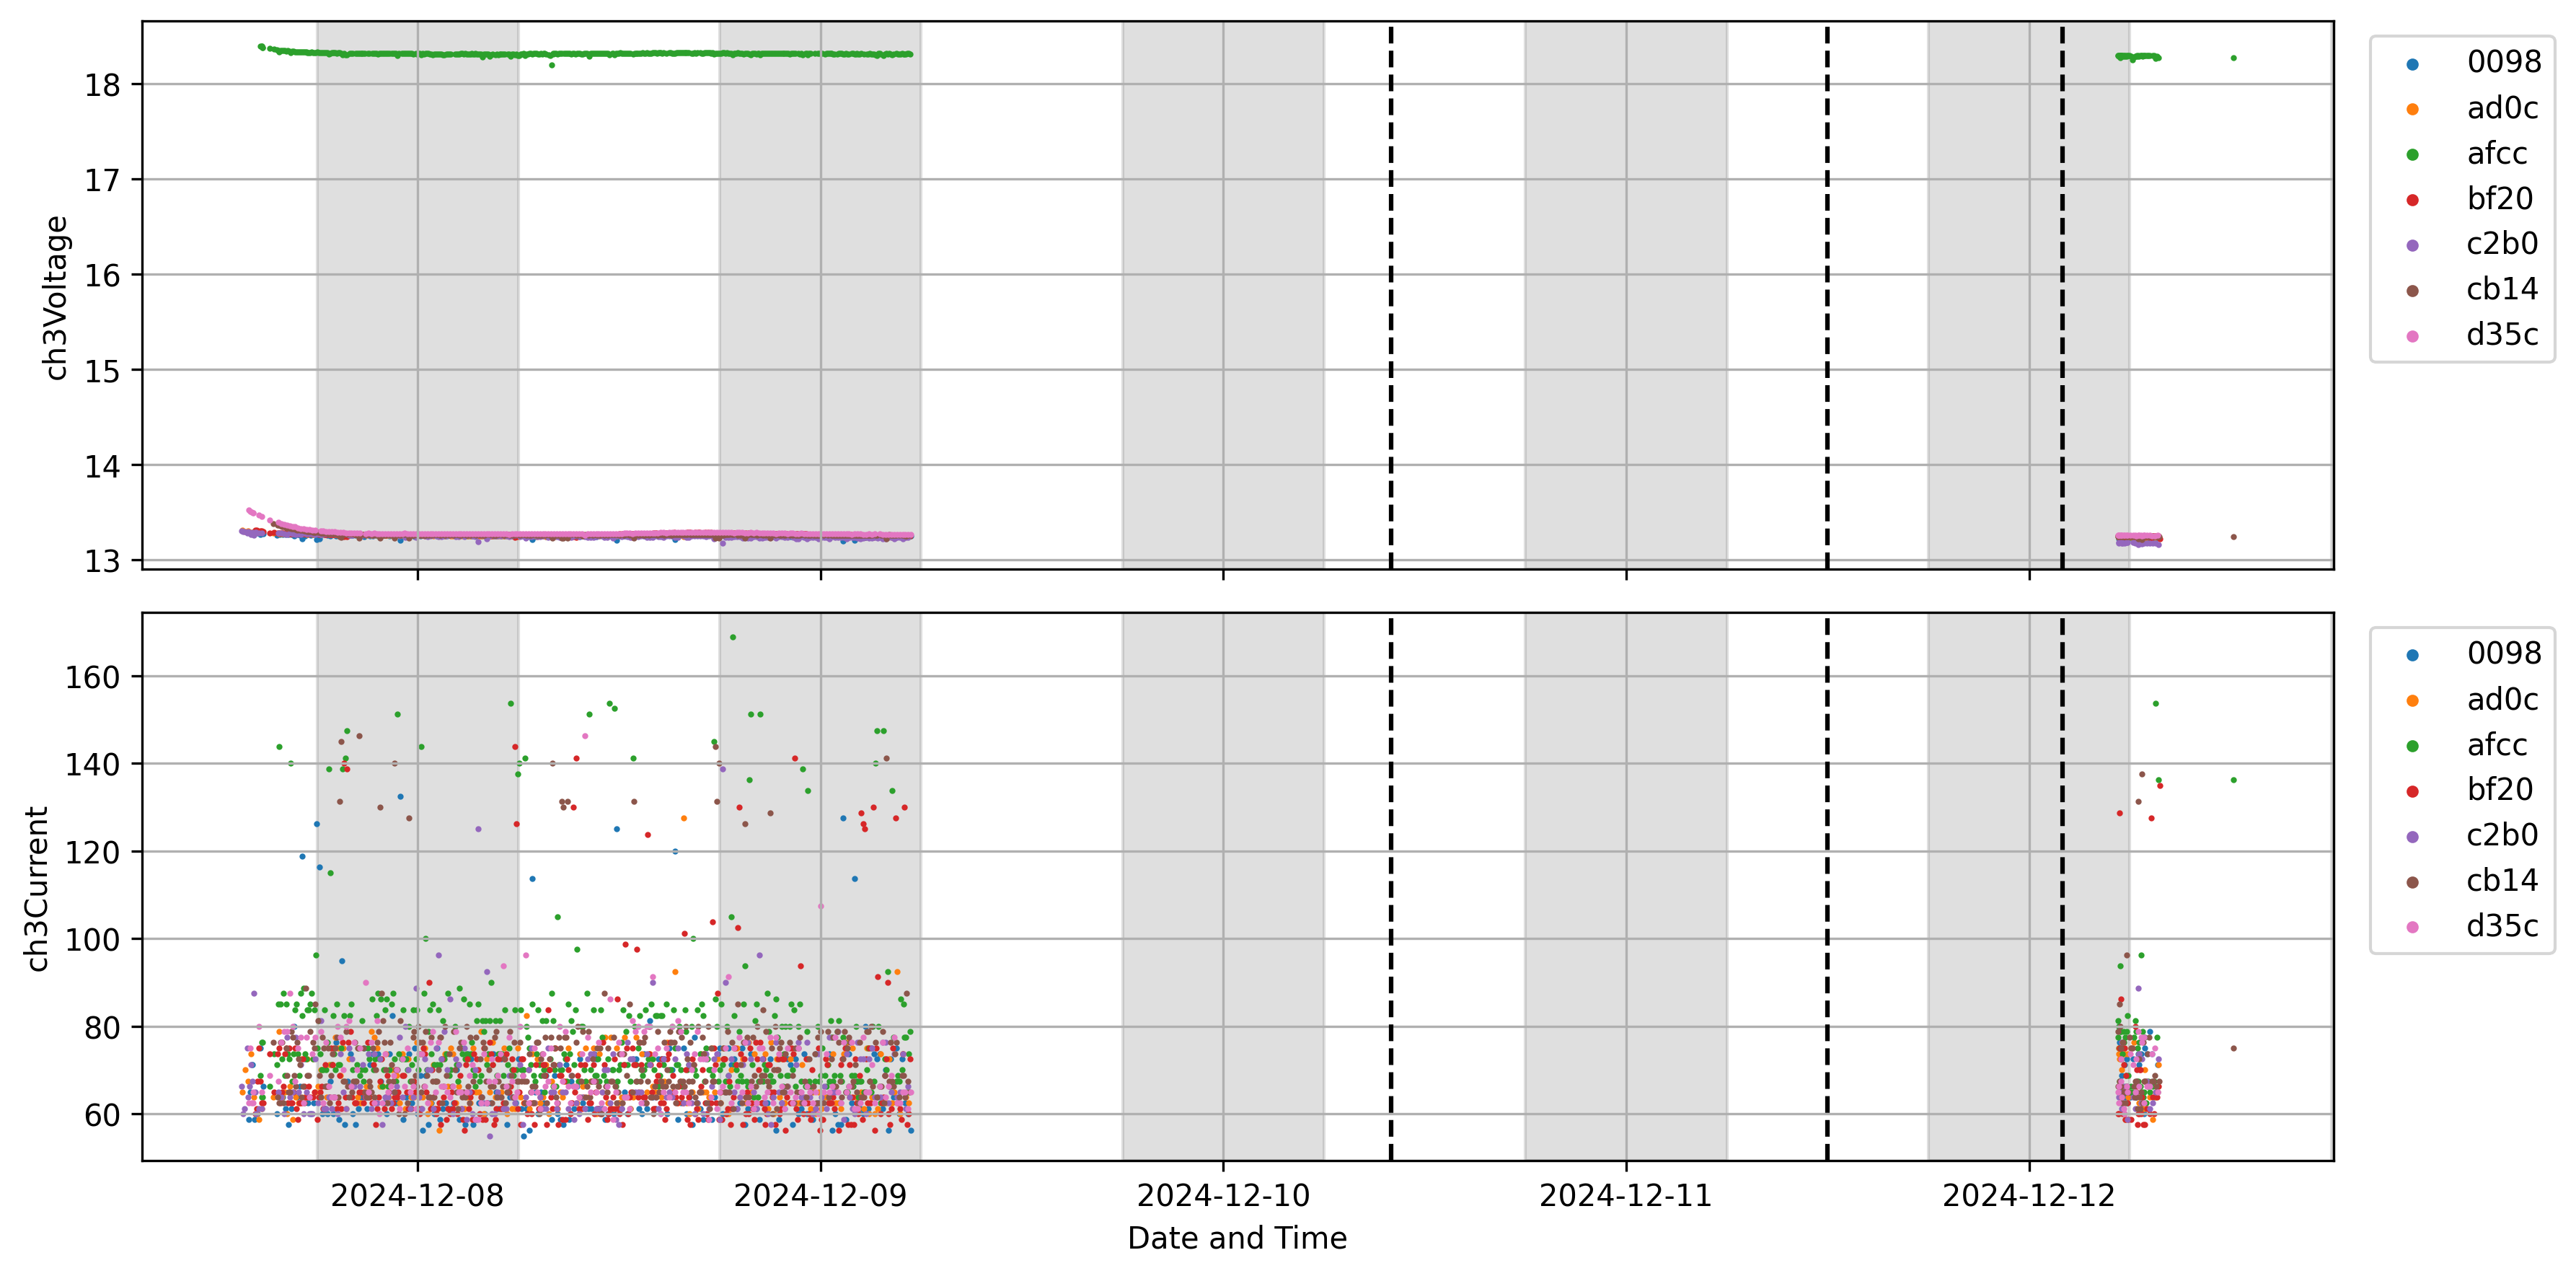 18
17
16
15
14
13
ch3Voltage
0098
ad0c
afcc
bf20
c2b0
cb14
d35c
160
140
120
100
80
60
ch3Current
0098
ad0c
afcc
bf20
c2b0
cb14
d35c
2024-12-08
2024-12-09
2024-12-10
2024-12-11
2024-12-12
Date and Time